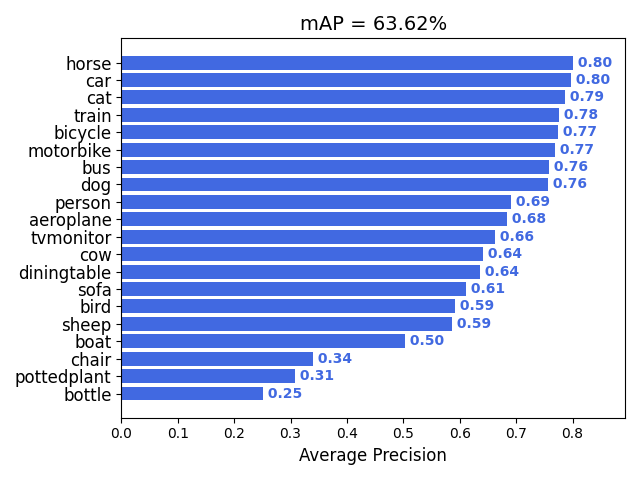 mAP = 63.62%
horse 0.80
car 0.80
cat 0.79
train 0.78
bicycle 0.77
motorbike 0.77
bus 0.76
dog 0.76
person 0.69
aeroplane 0.68
tvmonitor 0.66
cow 0.64
diningtable 0.64
sofa 0.61
bird 0.59
sheep 0.59
boat 0.50
chair 0.34
pottedplant 0.31
bottle 0.25
0.0 0.1 0.2 0.3 0.4 0.5 0.6 0.7 0.8
Average Precision